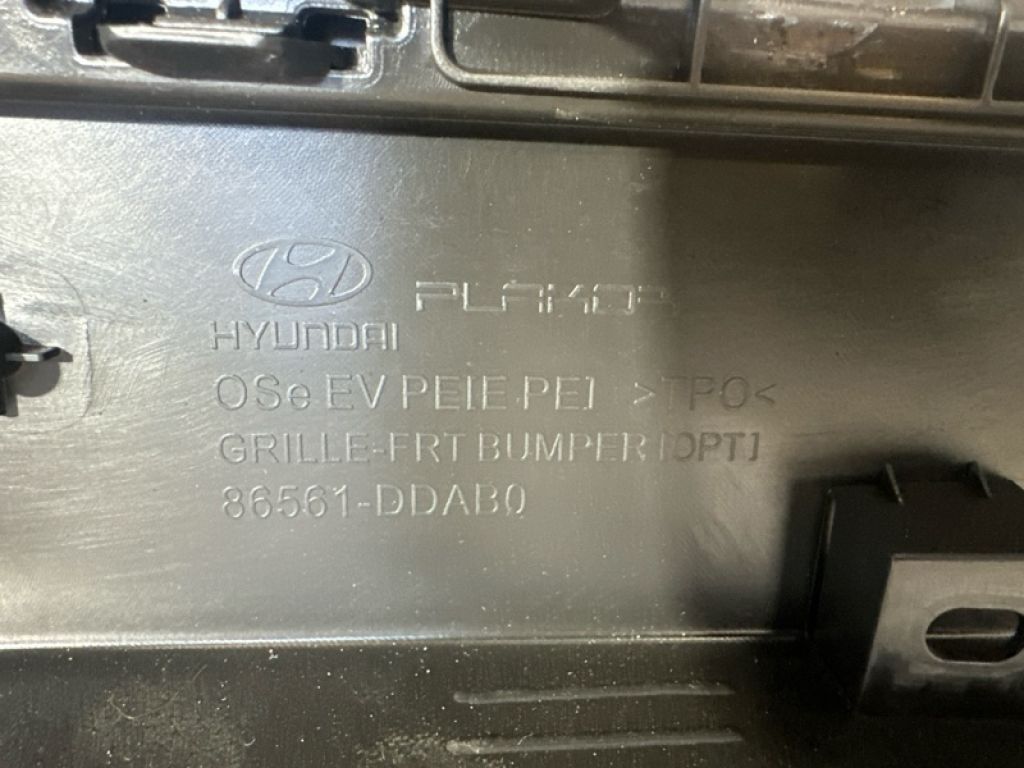 PLAKOR
HYUNDAI
OSe EV PE[E.PE] >TPO<
GRILLE-FRT BUMPER [OPT]
86561-DDAB0